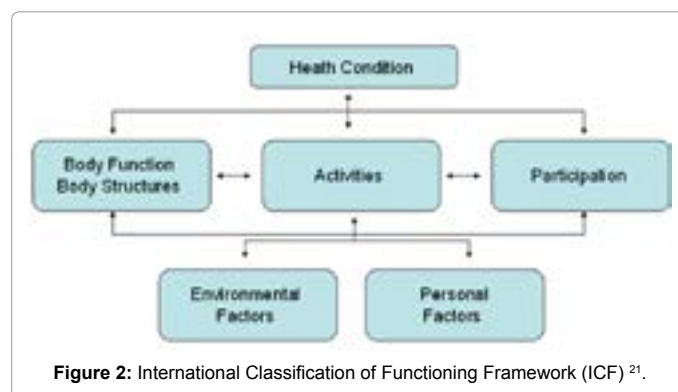 Heath Condition
Body Function
Body Structures
Activities
Participation
Environmental
Factors
Personal
Factors
Figure 2: International Classification of Functioning Framework (ICF) 21.